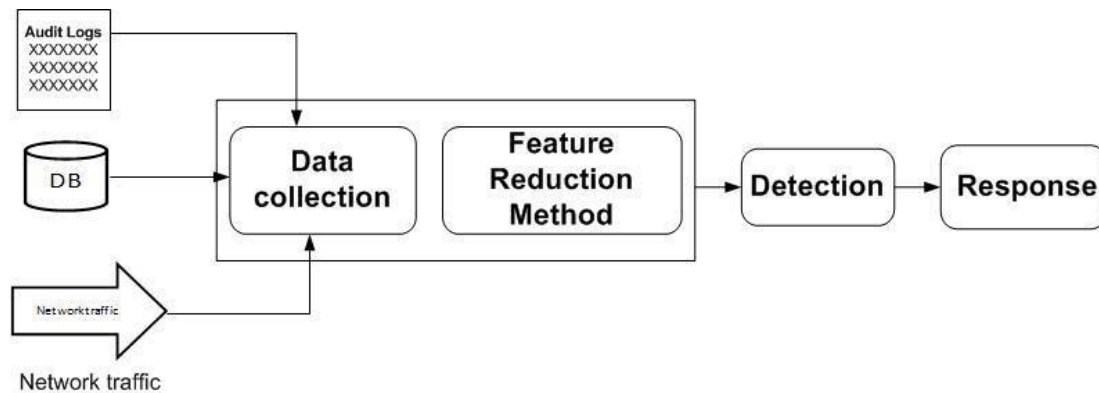 Audit Logs
XXXXXXX
XXXXXXX
XXXXXXX
DB
Networktraffic
Network traffic
Data
collection
Feature
Reduction
Method
Detection
Response